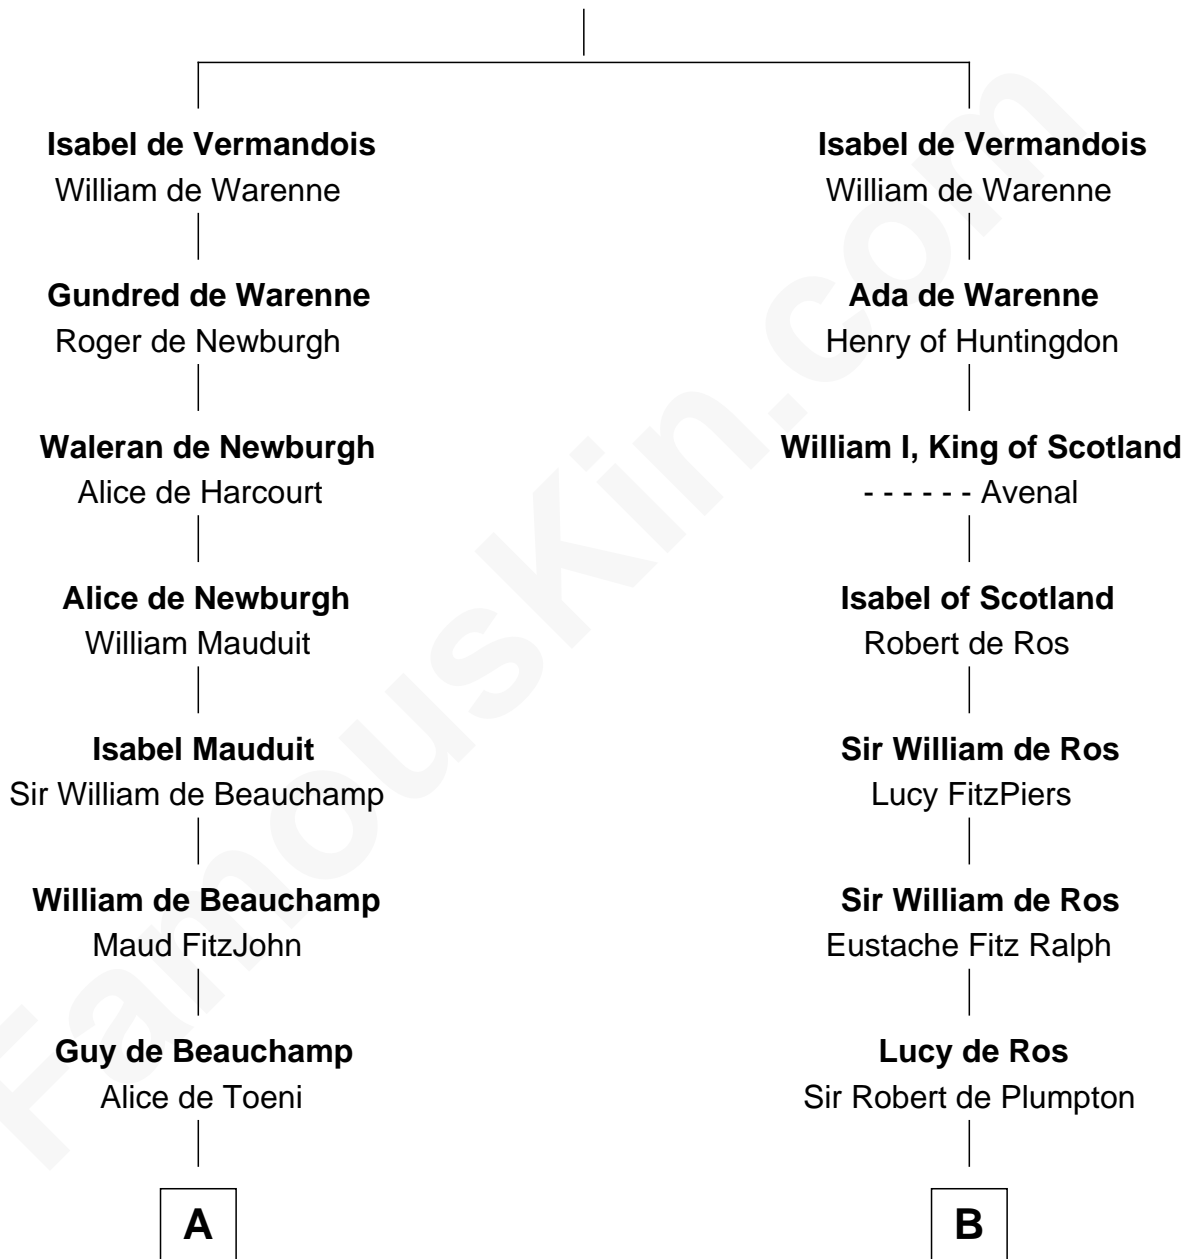 Isabel de Vermandois
William de Warenne
Gundred de Warenne
Roger de Newburgh
Waleran de Newburgh
Alice de Harcourt
Alice de Newburgh
William Mauduit
Isabel Mauduit
Sir William de Beauchamp
William de Beauchamp
Maud FitzJohn
Guy de Beauchamp
Alice de Toeni
A
Isabel de Vermandois
William de Warenne
Ada de Warenne
Henry of Huntingdon
William I, King of Scotland
- - - - - - Avenal
Isabel of Scotland
Robert de Ros
Sir William de Ros
Lucy FitzPiers
Sir William de Ros
Eustache Fitz Ralph
Lucy de Ros
Sir Robert de Plumpton
B
FamousKin.com